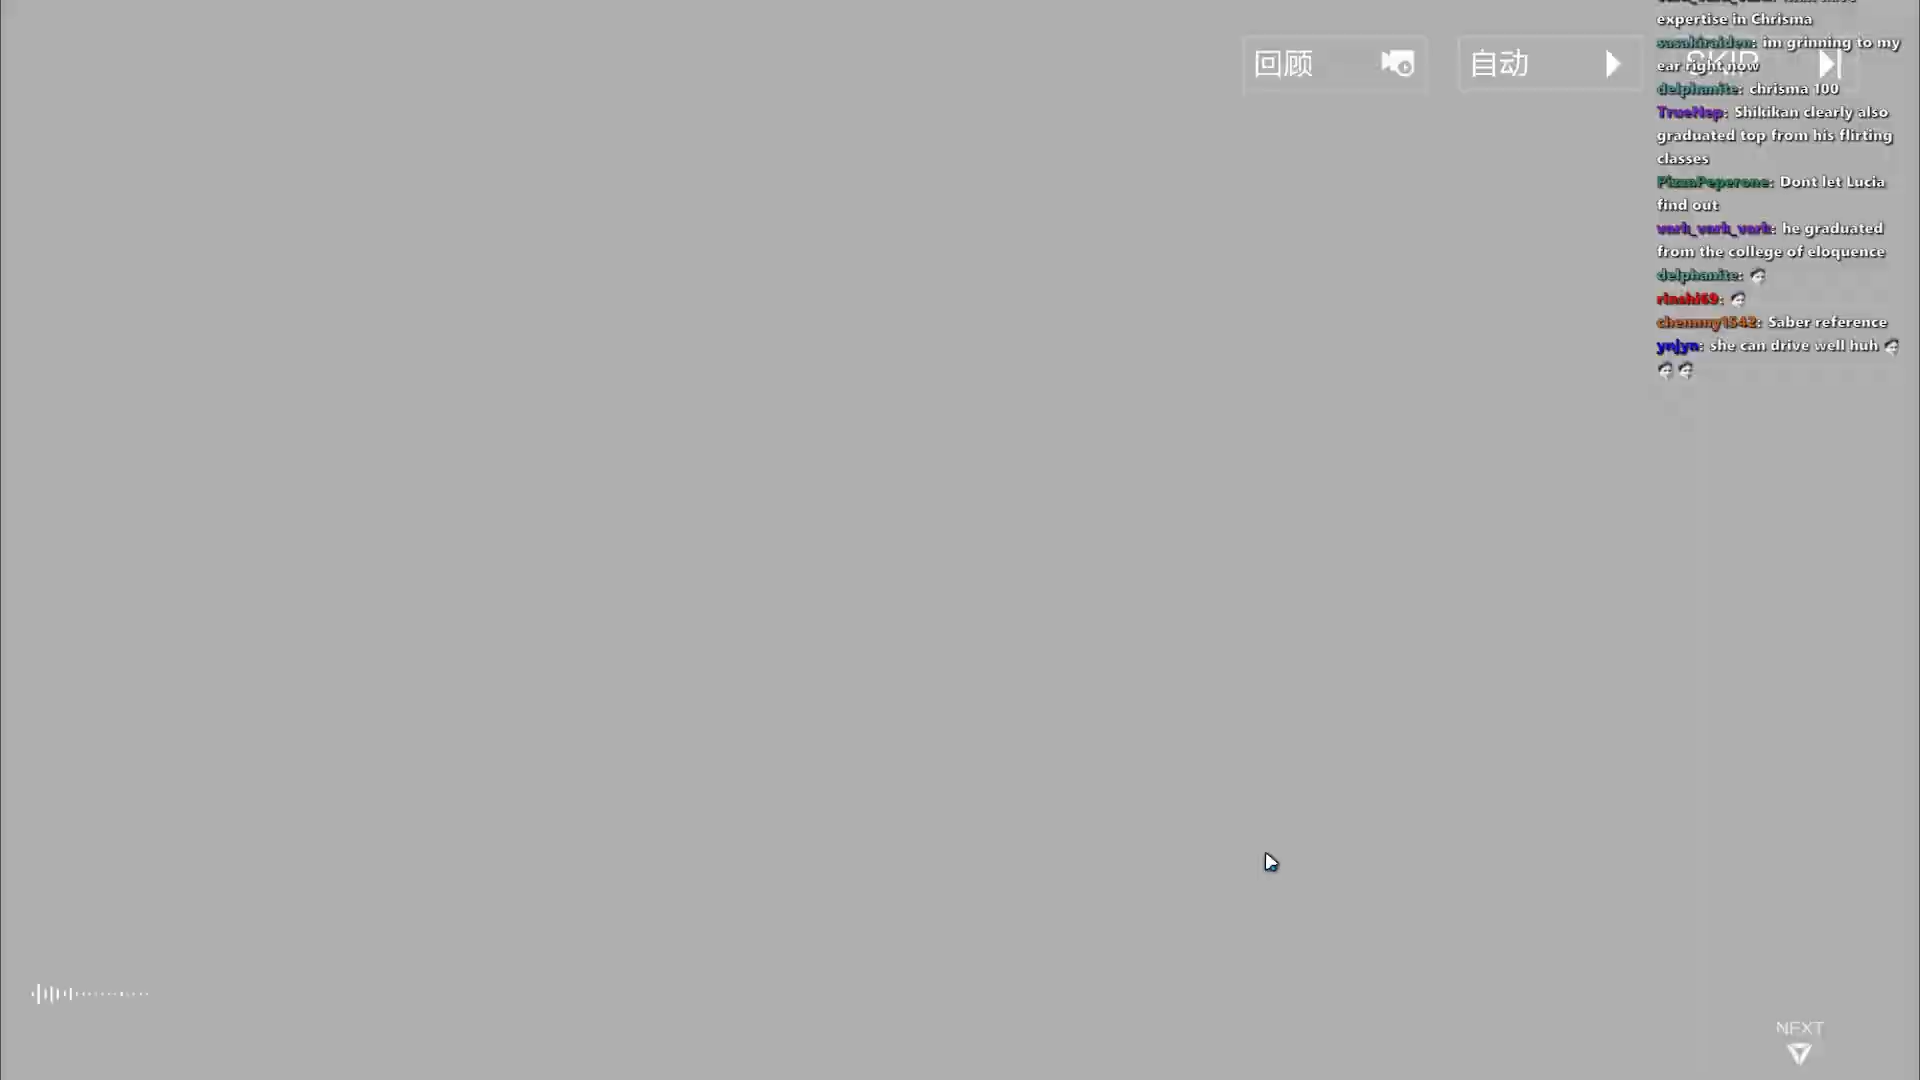 expertise in Chrisma
回顾
自动
SKIP
sasakiraiden: im grinning to my
ear right now
delphanite: chrisma 100
TrueNep: Shikikan clearly also
graduated top from his flirting
classes
PizzaPeperone: Dont let Lucia
find out
vark_vark_vark: he graduated
from the college of eloquence
delphanite:
rinshi69:
chemmy1542: Saber reference
ynjyn: she can drive well huh
NEXT